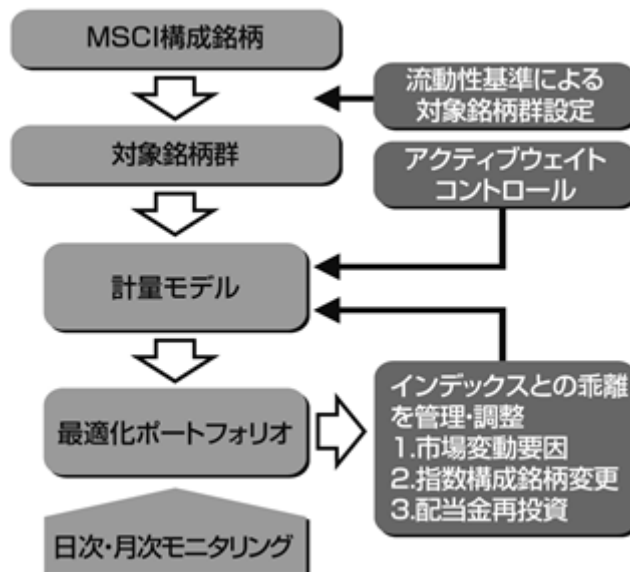 MSCI構成銘柄
流動性基準による
対象銘柄群設定
対象銘柄群
アクティブウェイト
コントロール
計量モデル
最適化ポートフォリオ
インデックスとの乖離
を管理・調整
1.市場変動要因
2.指数構成銘柄変更
3.配当金再投資
日次・月次モニタリング